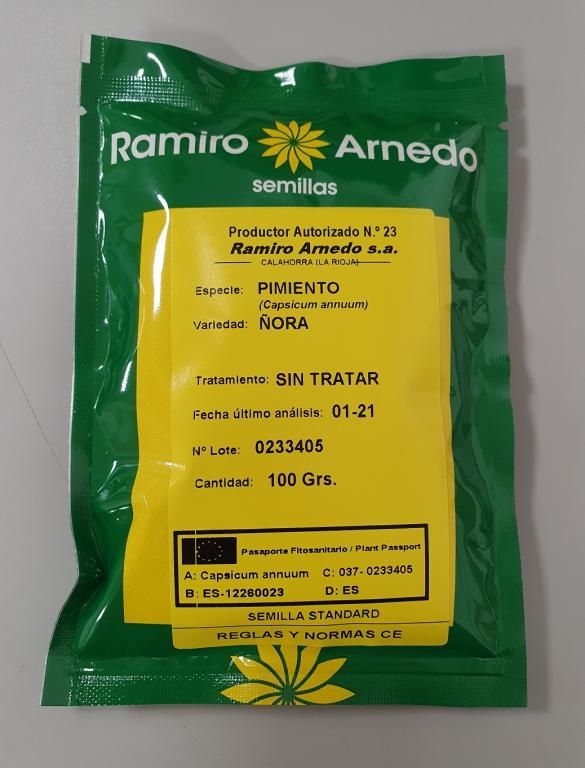 Ramiro Arnedo
semillas
Productor Autorizado N.º 23
Ramiro Arnedo s.a.
CALAHORRA (LA RIOJA)
Especie: PIMIENTO
(Capsicum annuum)
Variedad: ÑORA
Tratamiento: SIN TRATAR
Fecha último análisis: 01-21
Nº Lote: 0233405
Cantidad: 100 Grs.
Pasaporte Fitosanitario / Plant Passport
A: Capsicum annuum C: 037- 0233405
B: ES-12260023 D: ES
SEMILLA STANDARD
REGLAS Y NORMAS CE